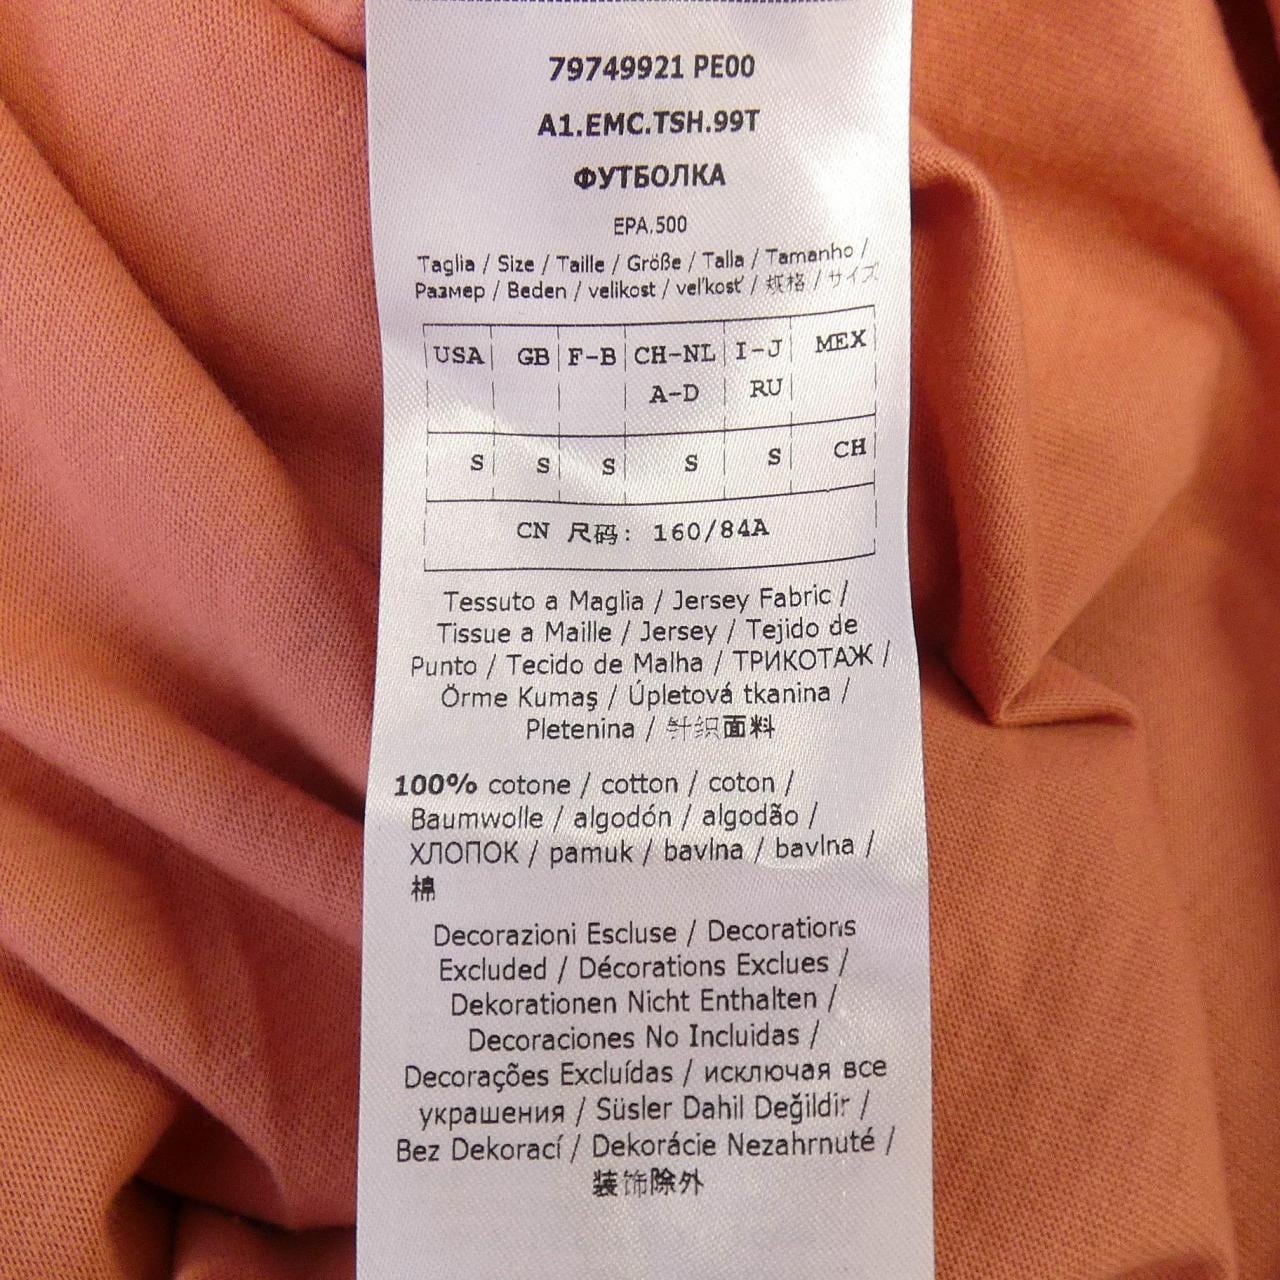 79749921 PE00
A1.EMC.TSH.99T
ФУТБОЛКА
EPA.500
Taglia / Size / Taille / Größe / Talla / Tamanho /
Размер / Beden / velikost / veľkosť / 规格 / サイズ
USA GB F-B CH-NL I-J MEX
A-D RU
S S S S S CH
CN 尺码: 160/84A
Tessuto a Maglia / Jersey Fabric /
Tissue a Maille / Jersey / Tejido de
Punto / Tecido de Malha / ТРИКОТАЖ /
Örme Kumaş / Úpletová tkanina /
Pletenina / 针织面料
100% cotone / cotton / coton /
Baumwolle / algodón / algodão /
ХЛОПОК / pamuk / bavlna / bavlna /
棉
Decorazioni Escluse / Decorations
Excluded / Décorations Exclues /
Dekorationen Nicht Enthalten /
Decoraciones No Incluidas /
Decorações Excluídas / исключая все
украшения / Süsler Dahil Değildir /
Bez Dekorací / Dekorácie Nezahrnuté /
装饰除外